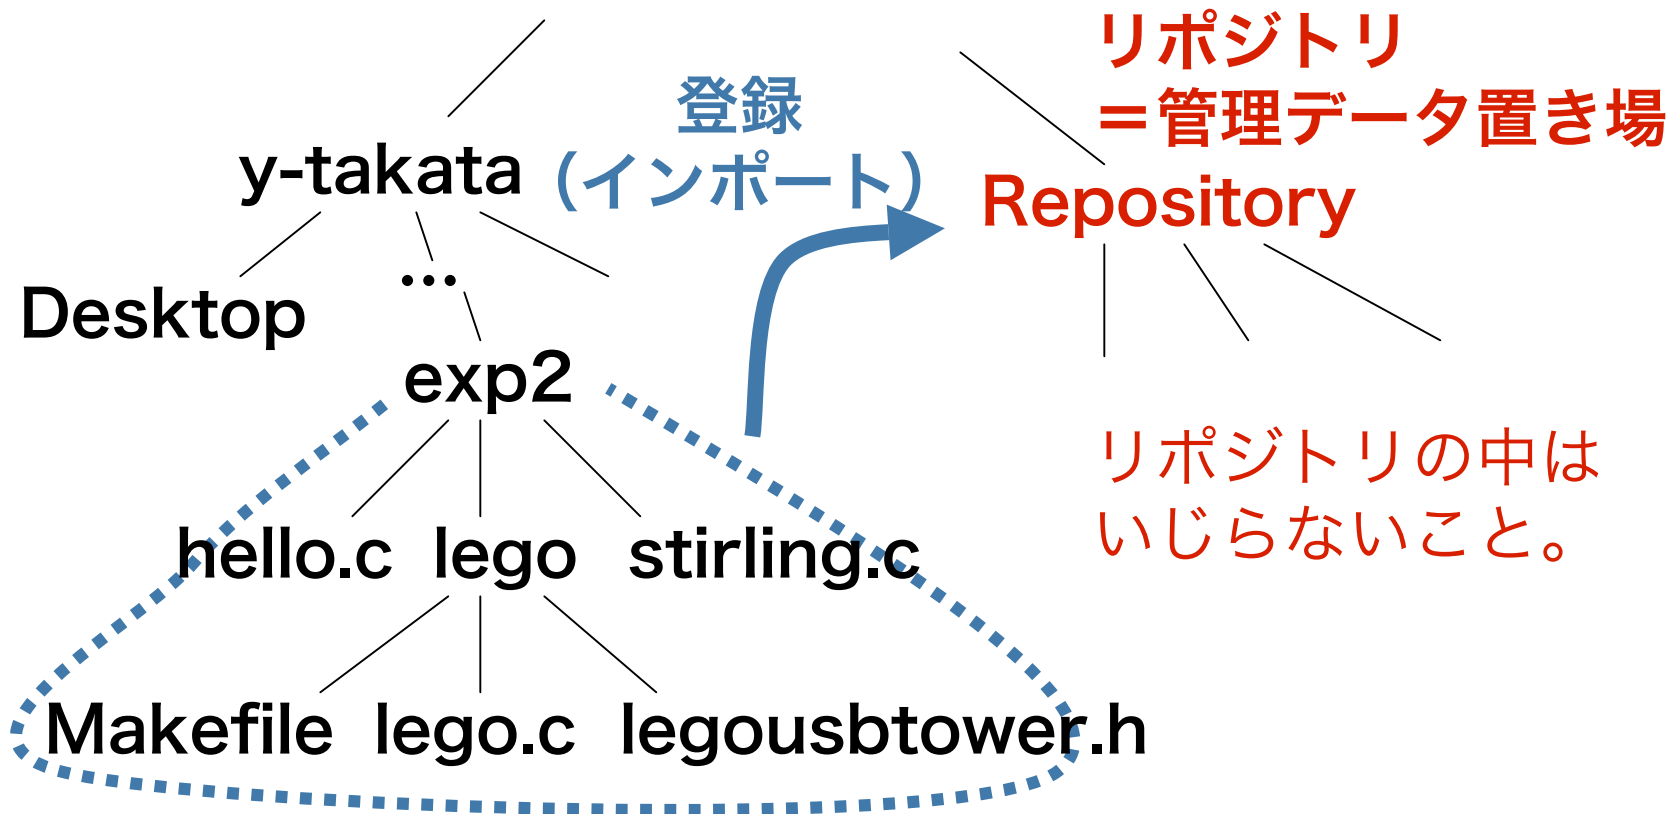 リポジトリ
＝管理データ置き場
登録
(インポート)
y-takata
Repository
Desktop
…
exp2
リポジトリの中は
いじらないこと。
hello.c lego stirling.c
Makefile lego.c legousbtower.h